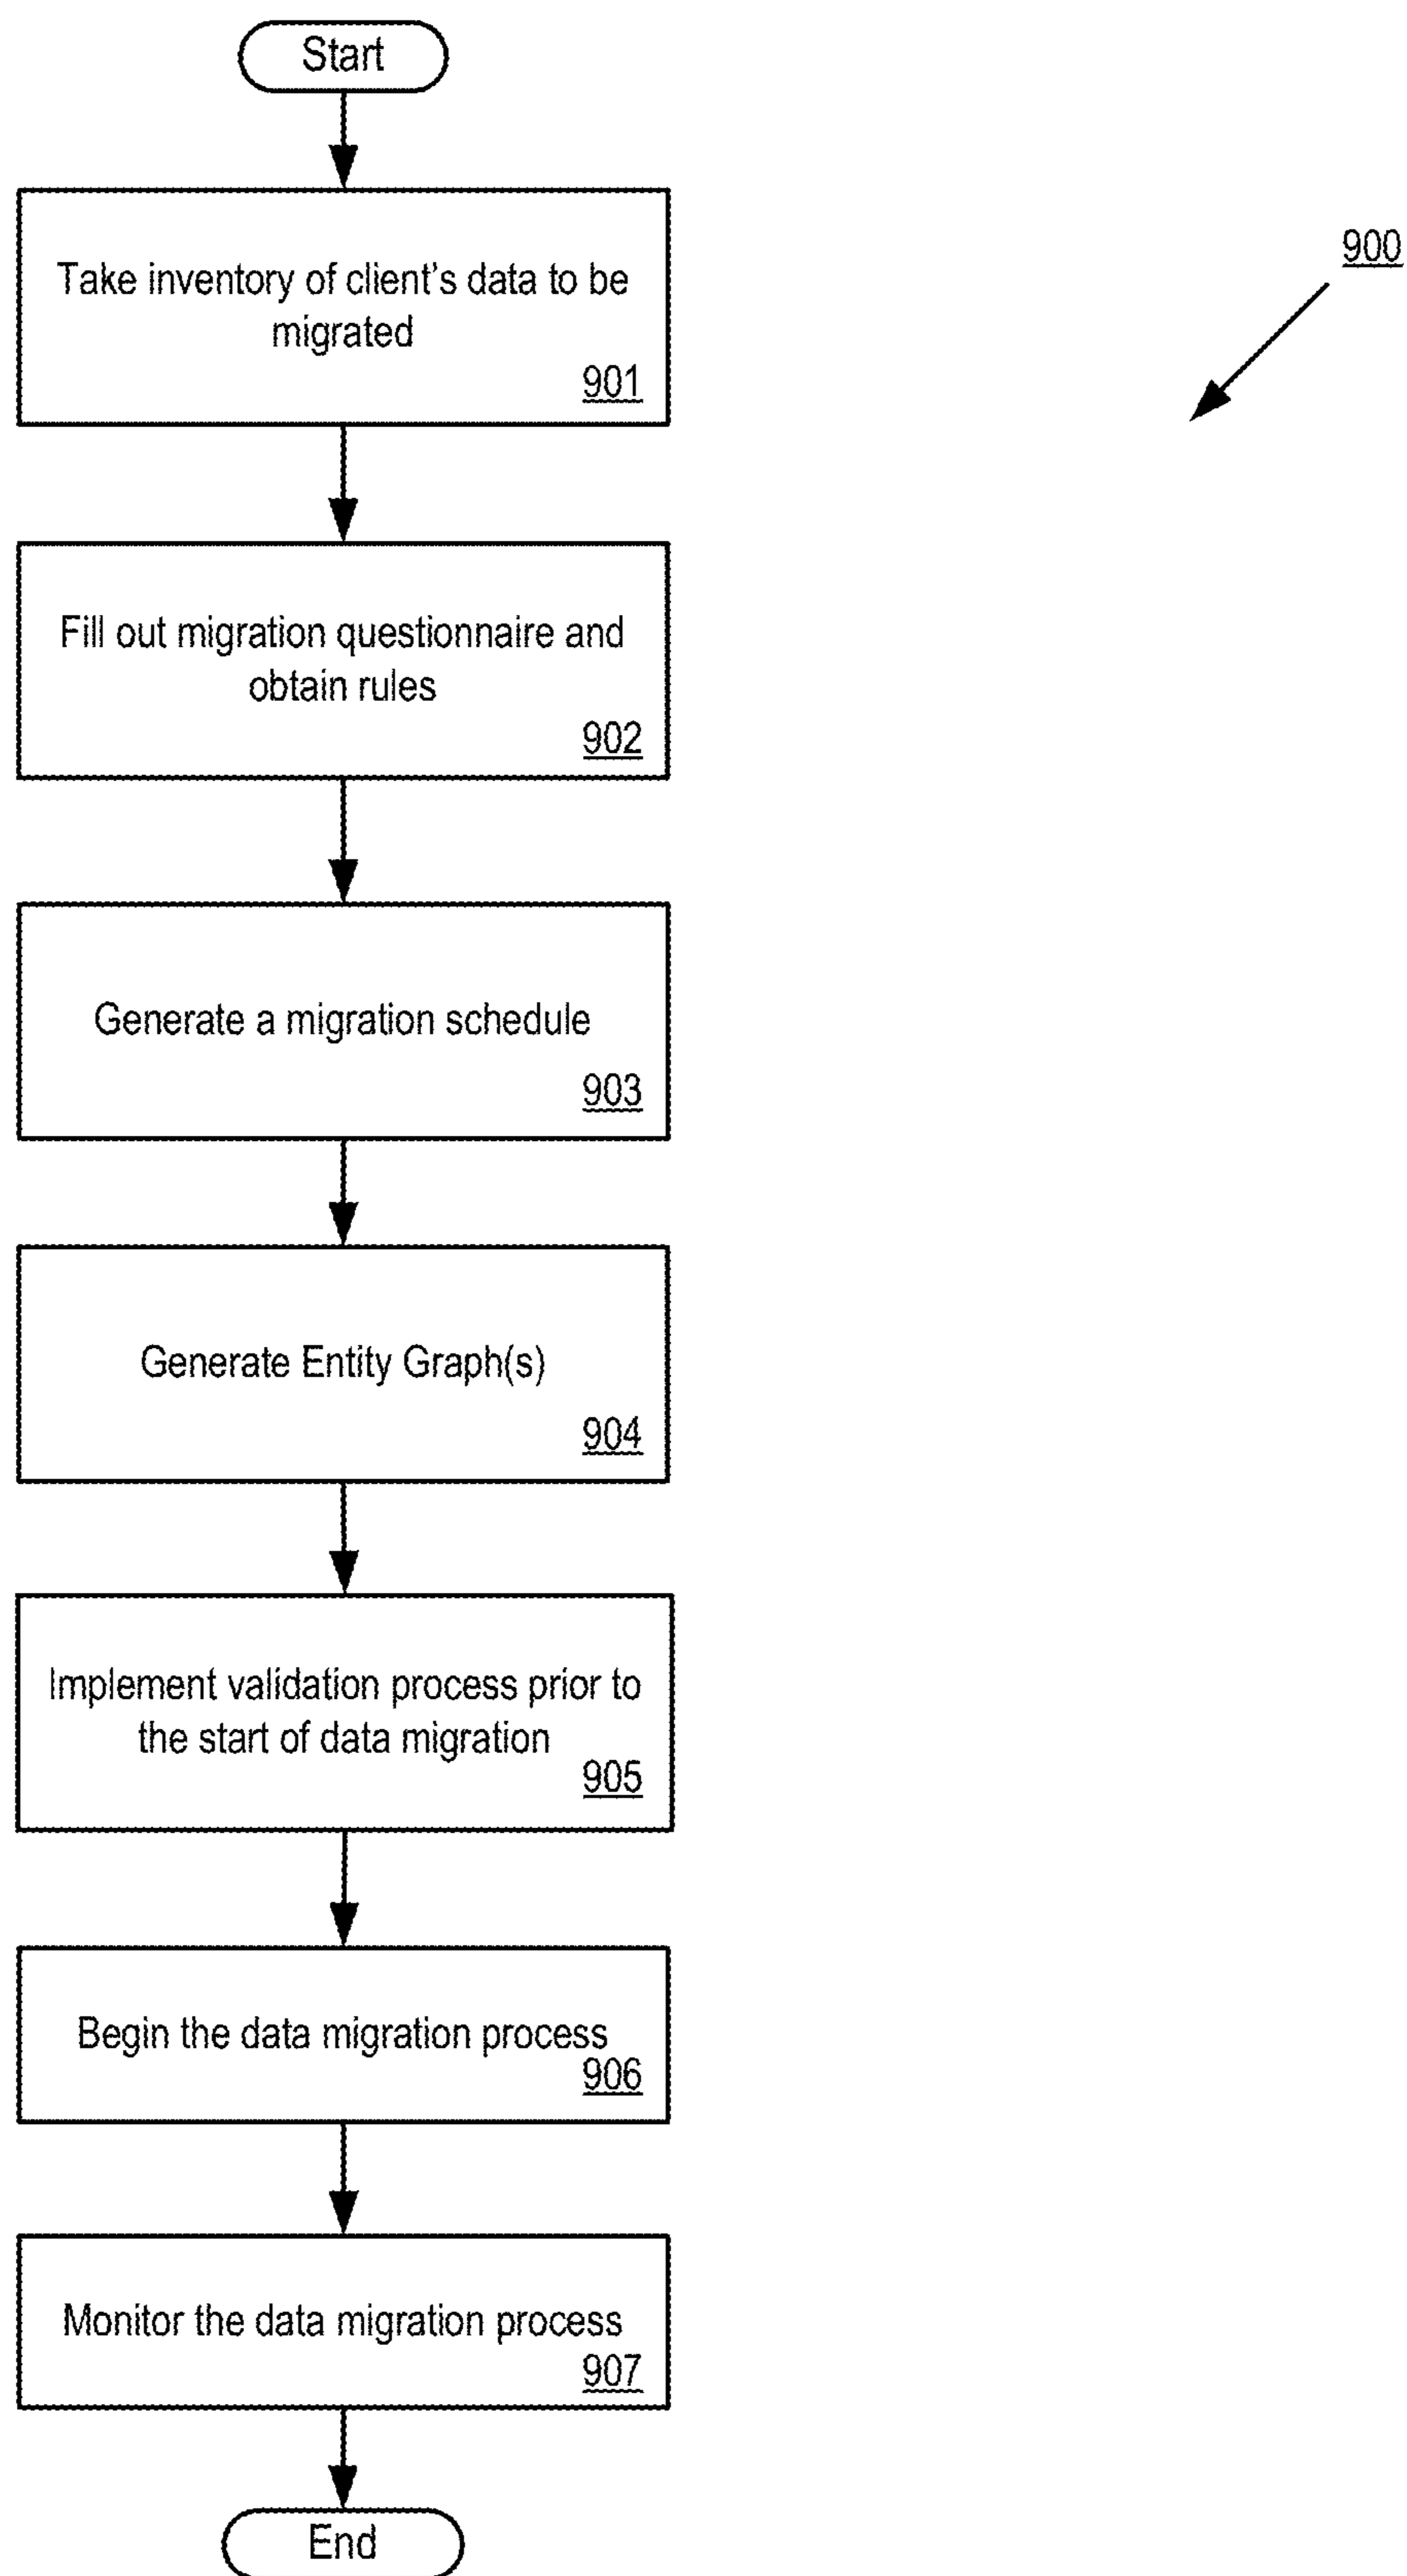 Start
Take inventory of client's data to be
migrated
901
900
Fill out migration questionnaire and
obtain rules
902
Generate a migration schedule
903
Generate Entity Graph(s)
904
Implement validation process prior to
the start of data migration
905
Begin the data migration process
906
Monitor the data migration process
907
End